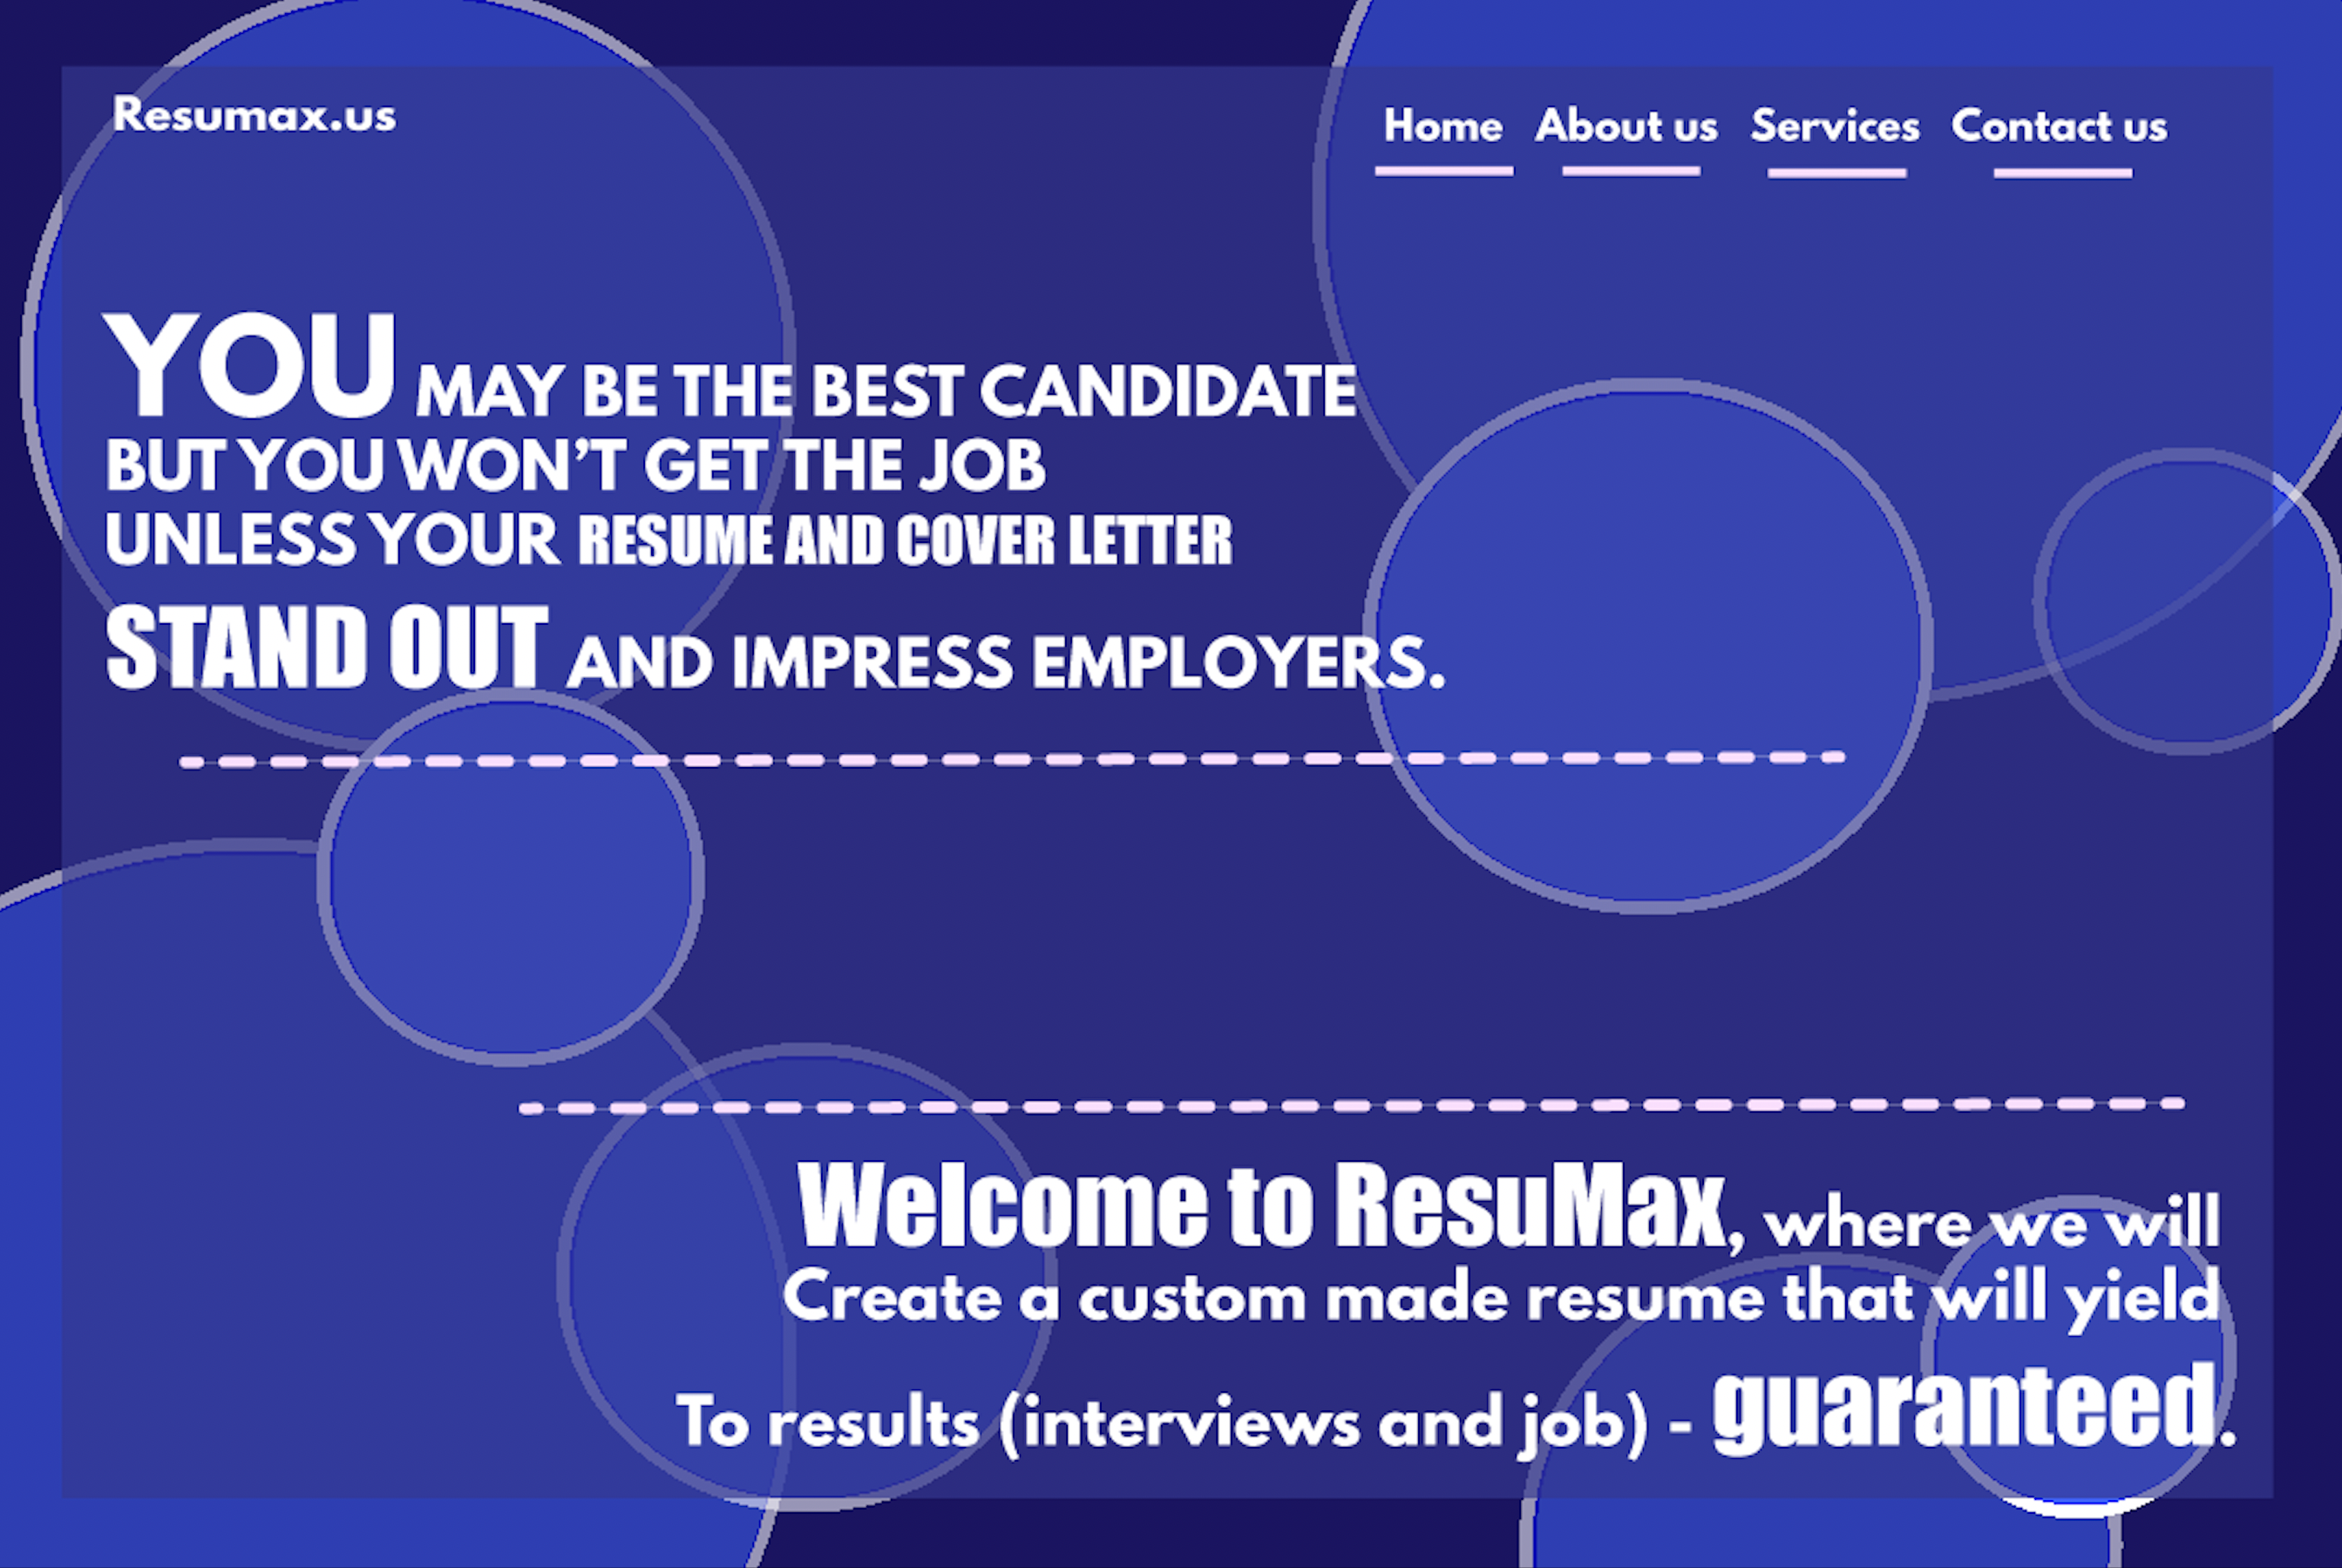 Resumax.us
Home About us Services Contact us
YOU MAY BE THE BEST CANDIDATE
BUT YOU WON’T GET THE JOB
UNLESS YOUR RESUME AND COVER LETTER
STAND OUT AND IMPRESS EMPLOYERS.
Welcome to ResuMax, where we will
Create a custom made resume that will yield
To results (interviews and job) - guaranteed.